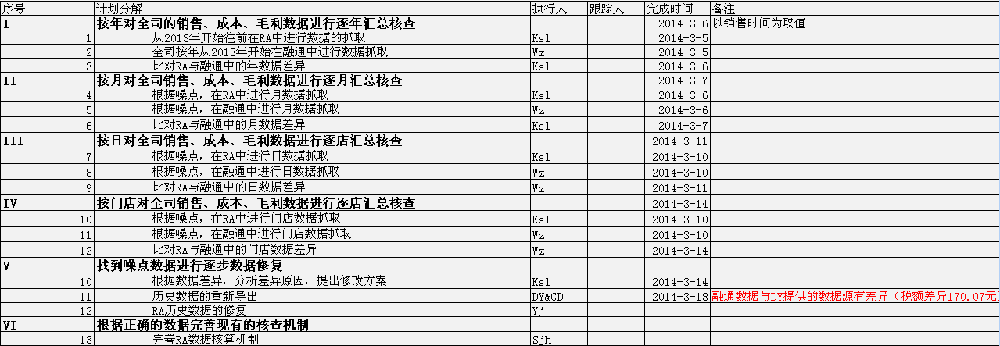 序号 计划分解 执行人 跟踪人 完成时间 备注
I 按年对全司的销售、成本、毛利数据进行逐年汇总核查 2014-3-6 以销售时间为取值
1 从2013年开始往前在RA中进行数据的抓取 Ksl 2014-3-5
2 全司按年从2013年开始在融通中进行数据抓取 Wz 2014-3-5
3 比对RA与融通中的年数据差异 Ksl 2014-3-6
II 按月对全司销售、成本、毛利数据进行逐月汇总核查 2014-3-7
4 根据噪点，在RA中进行月数据抓取 Ksl 2014-3-6
5 根据噪点，在融通中进行月数据抓取 Wz 2014-3-6
6 比对RA与融通中的月数据差异 Ksl 2014-3-7
III 按日对全司销售、成本、毛利数据进行逐店汇总核查 2014-3-11
7 根据噪点，在RA中进行日数据抓取 Ksl 2014-3-10
8 根据噪点，在融通中进行日数据抓取 Wz 2014-3-10
9 比对RA与融通中的日数据差异 Wz 2014-3-11
IV 按门店对全司销售、成本、毛利数据进行逐店汇总核查 2014-3-14
10 根据噪点，在RA中进行门店数据抓取 Ksl 2014-3-10
11 根据噪点，在融通中进行门店数据抓取 Wz 2014-3-10
12 比对RA与融通中的门店数据差异 Wz 2014-3-14
V 找到噪点数据进行逐步数据修复
10 根据数据差异，分析差异原因，提出修改方案 Ksl 2014-3-14
11 历史数据的重新导出 DY&GD 2014-3-18 融通数据与DY提供的数据源有差异（税额差异170.07元
12 RA历史数据的修复 Yj
VI 根据正确的数据完善现有的核查机制
13 完善RA数据核算机制 Sjh